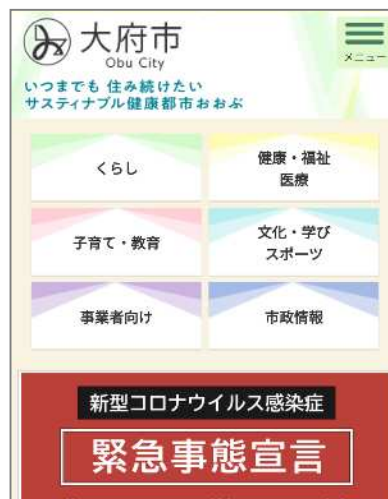 大府市
Obu City
メニュー
いつまでも 住み続けたい
サスティナブル健康都市おおぶ
くらし
健康・福祉
医療
子育て・教育
文化・学び
スポーツ
事業者向け
市政情報
新型コロナウイルス感染症
緊急事態宣言